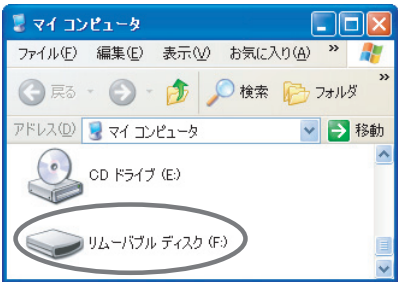 マイ コンピュータ
ファイル(F) 編集(E) 表示(V) お気に入り(A) »
戻る 検索 フォルダ »
アドレス(D) マイ コンピュータ 移動
CD ドライブ (E:)
リムーバブル ディスク (F:)